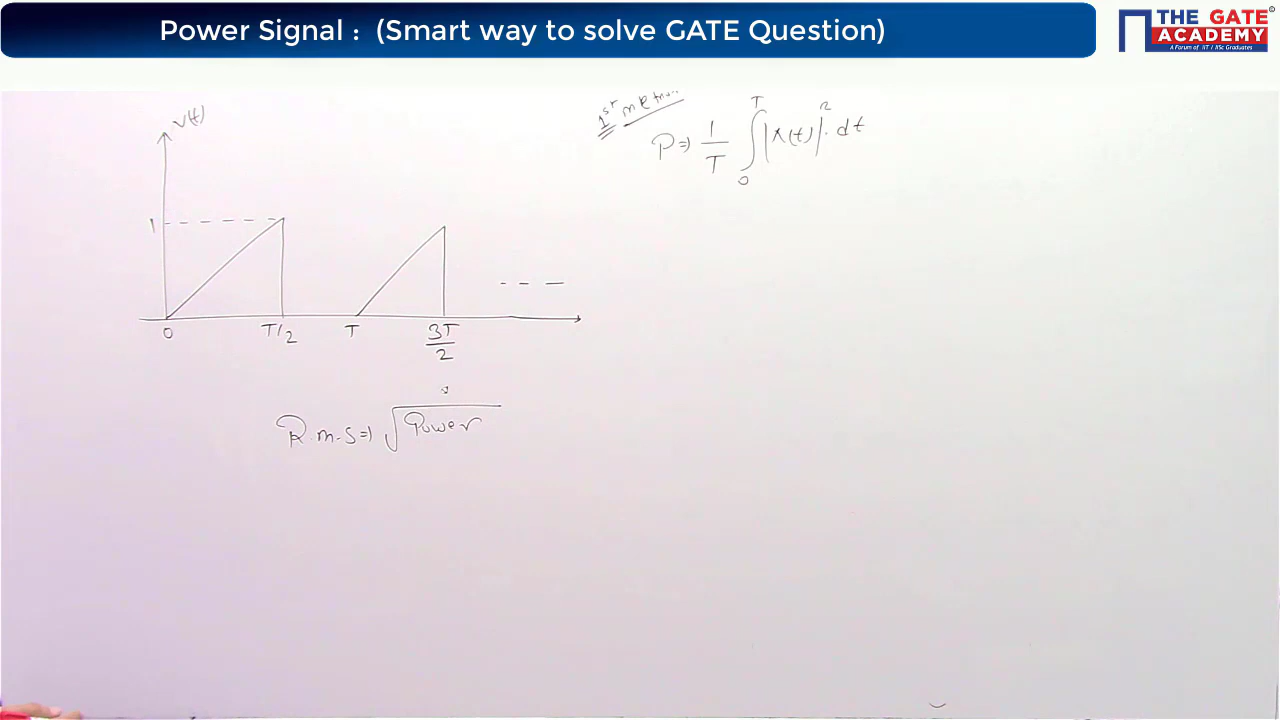 Power Signal : (Smart way to solve GATE Question)
THE GATE
ACADEMY
©
A Forum of IIT / IISc Graduates
V(t)
1
0 T/2 T 3T/2
R.m.s ⇒ √Power
1st
P ⇒ 1/T ∫₀ᵀ |x(t)|². dt